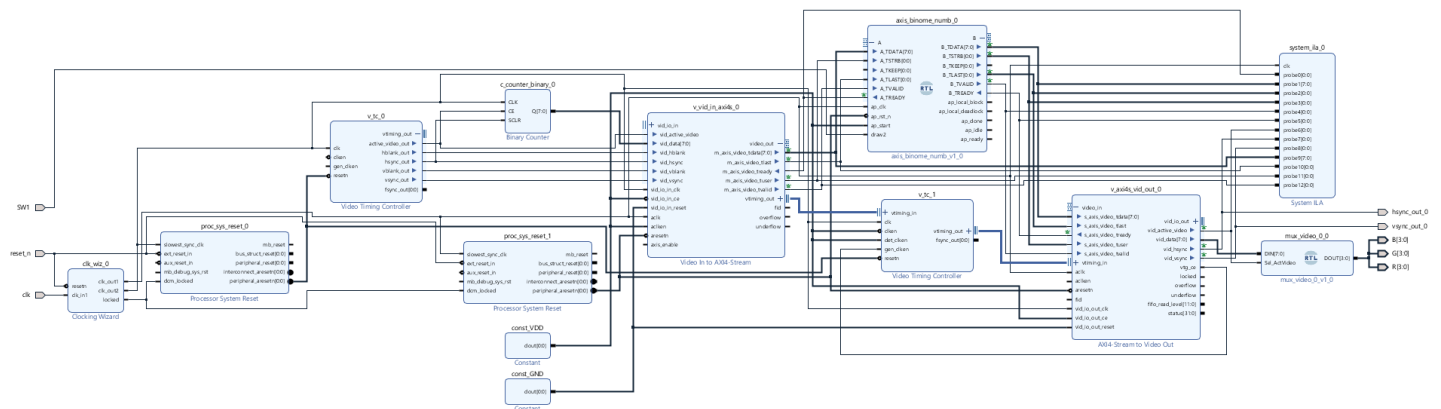 SW1
reset_n
clk
clk_wiz_0
resetn
clk_in1
clk_out1
clk_out2
locked
Clocking Wizard
proc_sys_reset_0
slowest_sync_clk
ext_reset_in
aux_reset_in
mb_debug_sys_rst
dcm_locked
mb_reset
bus_struct_reset[0:0]
peripheral_reset[0:0]
interconnect_aresetn[0:0]
peripheral_aresetn[0:0]
Processor System Reset
v_tc_0
clk
clken
gen_clken
resetn
vtiming_out
active_video_out
hblank_out
hsync_out
vblank_out
vsync_out
fsync_out[0:0]
Video Timing Controller
c_counter_binary_0
CLK
CE
SCLR
Q[7:0]
Binary Counter
proc_sys_reset_1
slowest_sync_clk
ext_reset_in
aux_reset_in
mb_debug_sys_rst
dcm_locked
mb_reset
bus_struct_reset[0:0]
peripheral_reset[0:0]
interconnect_aresetn[0:0]
peripheral_aresetn[0:0]
Processor System Reset
const_VDD
dout[0:0]
Constant
const_GND
dout[0:0]
Constant
v_vid_in_axi4s_0
vid_io_in
vid_active_video
vid_data[7:0]
vid_hblank
vid_hsync
vid_vblank
vid_vsync
vid_io_in_clk
vid_io_in_ce
vid_io_in_reset
aclk
aclken
aresetn
axis_enable
video_out
m_axis_video_tdata[7:0]
m_axis_video_tlast
m_axis_video_tready
m_axis_video_tuser
m_axis_video_tvalid
vtiming_out
fid
overflow
underflow
Video In to AXI4-Stream
axis_binome_numb_0
A
A_TDATA[7:0]
A_TSTRB[0:0]
A_TKEEP[0:0]
A_TLAST[0:0]
A_TVALID
A_TREADY
ap_clk
ap_rst_n
ap_start
draw2
B
B_TDATA[7:0]
B_TSTRB[0:0]
B_TKEEP[0:0]
B_TLAST[0:0]
B_TVALID
B_TREADY
ap_local_block
ap_local_deadlock
ap_done
ap_idle
ap_ready
RTL
axis_binome_numb_v1_0
v_tc_1
vtiming_in
clk
clken
det_clken
gen_clken
resetn
vtiming_out
fsync_out[0:0]
Video Timing Controller
v_axi4s_vid_out_0
video_in
s_axis_video_tdata[7:0]
s_axis_video_tlast
s_axis_video_tready
s_axis_video_tuser
s_axis_video_tvalid
vtiming_in
aclk
aclken
aresetn
fid
vid_io_out_clk
vid_io_out_ce
vid_io_out_reset
vid_io_out
vid_active_video
vid_data[7:0]
vid_hsync
vid_vsync
vtg_ce
locked
overflow
underflow
fifo_read_level[11:0]
status[31:0]
AXI4-Stream to Video Out
system_ila_0
clk
probe0[0:0]
probe1[7:0]
probe2[0:0]
probe3[0:0]
probe4[0:0]
probe5[0:0]
probe6[0:0]
probe7[0:0]
probe8[0:0]
probe9[7:0]
probe10[0:0]
probe11[0:0]
probe12[0:0]
System ILA
mux_video_0_0
DIN[7:0]
Sel_ActVideo
DOUT[3:0]
RTL
mux_video_0_v1_0
hsync_out_0
vsync_out_0
B[3:0]
G[3:0]
R[3:0]